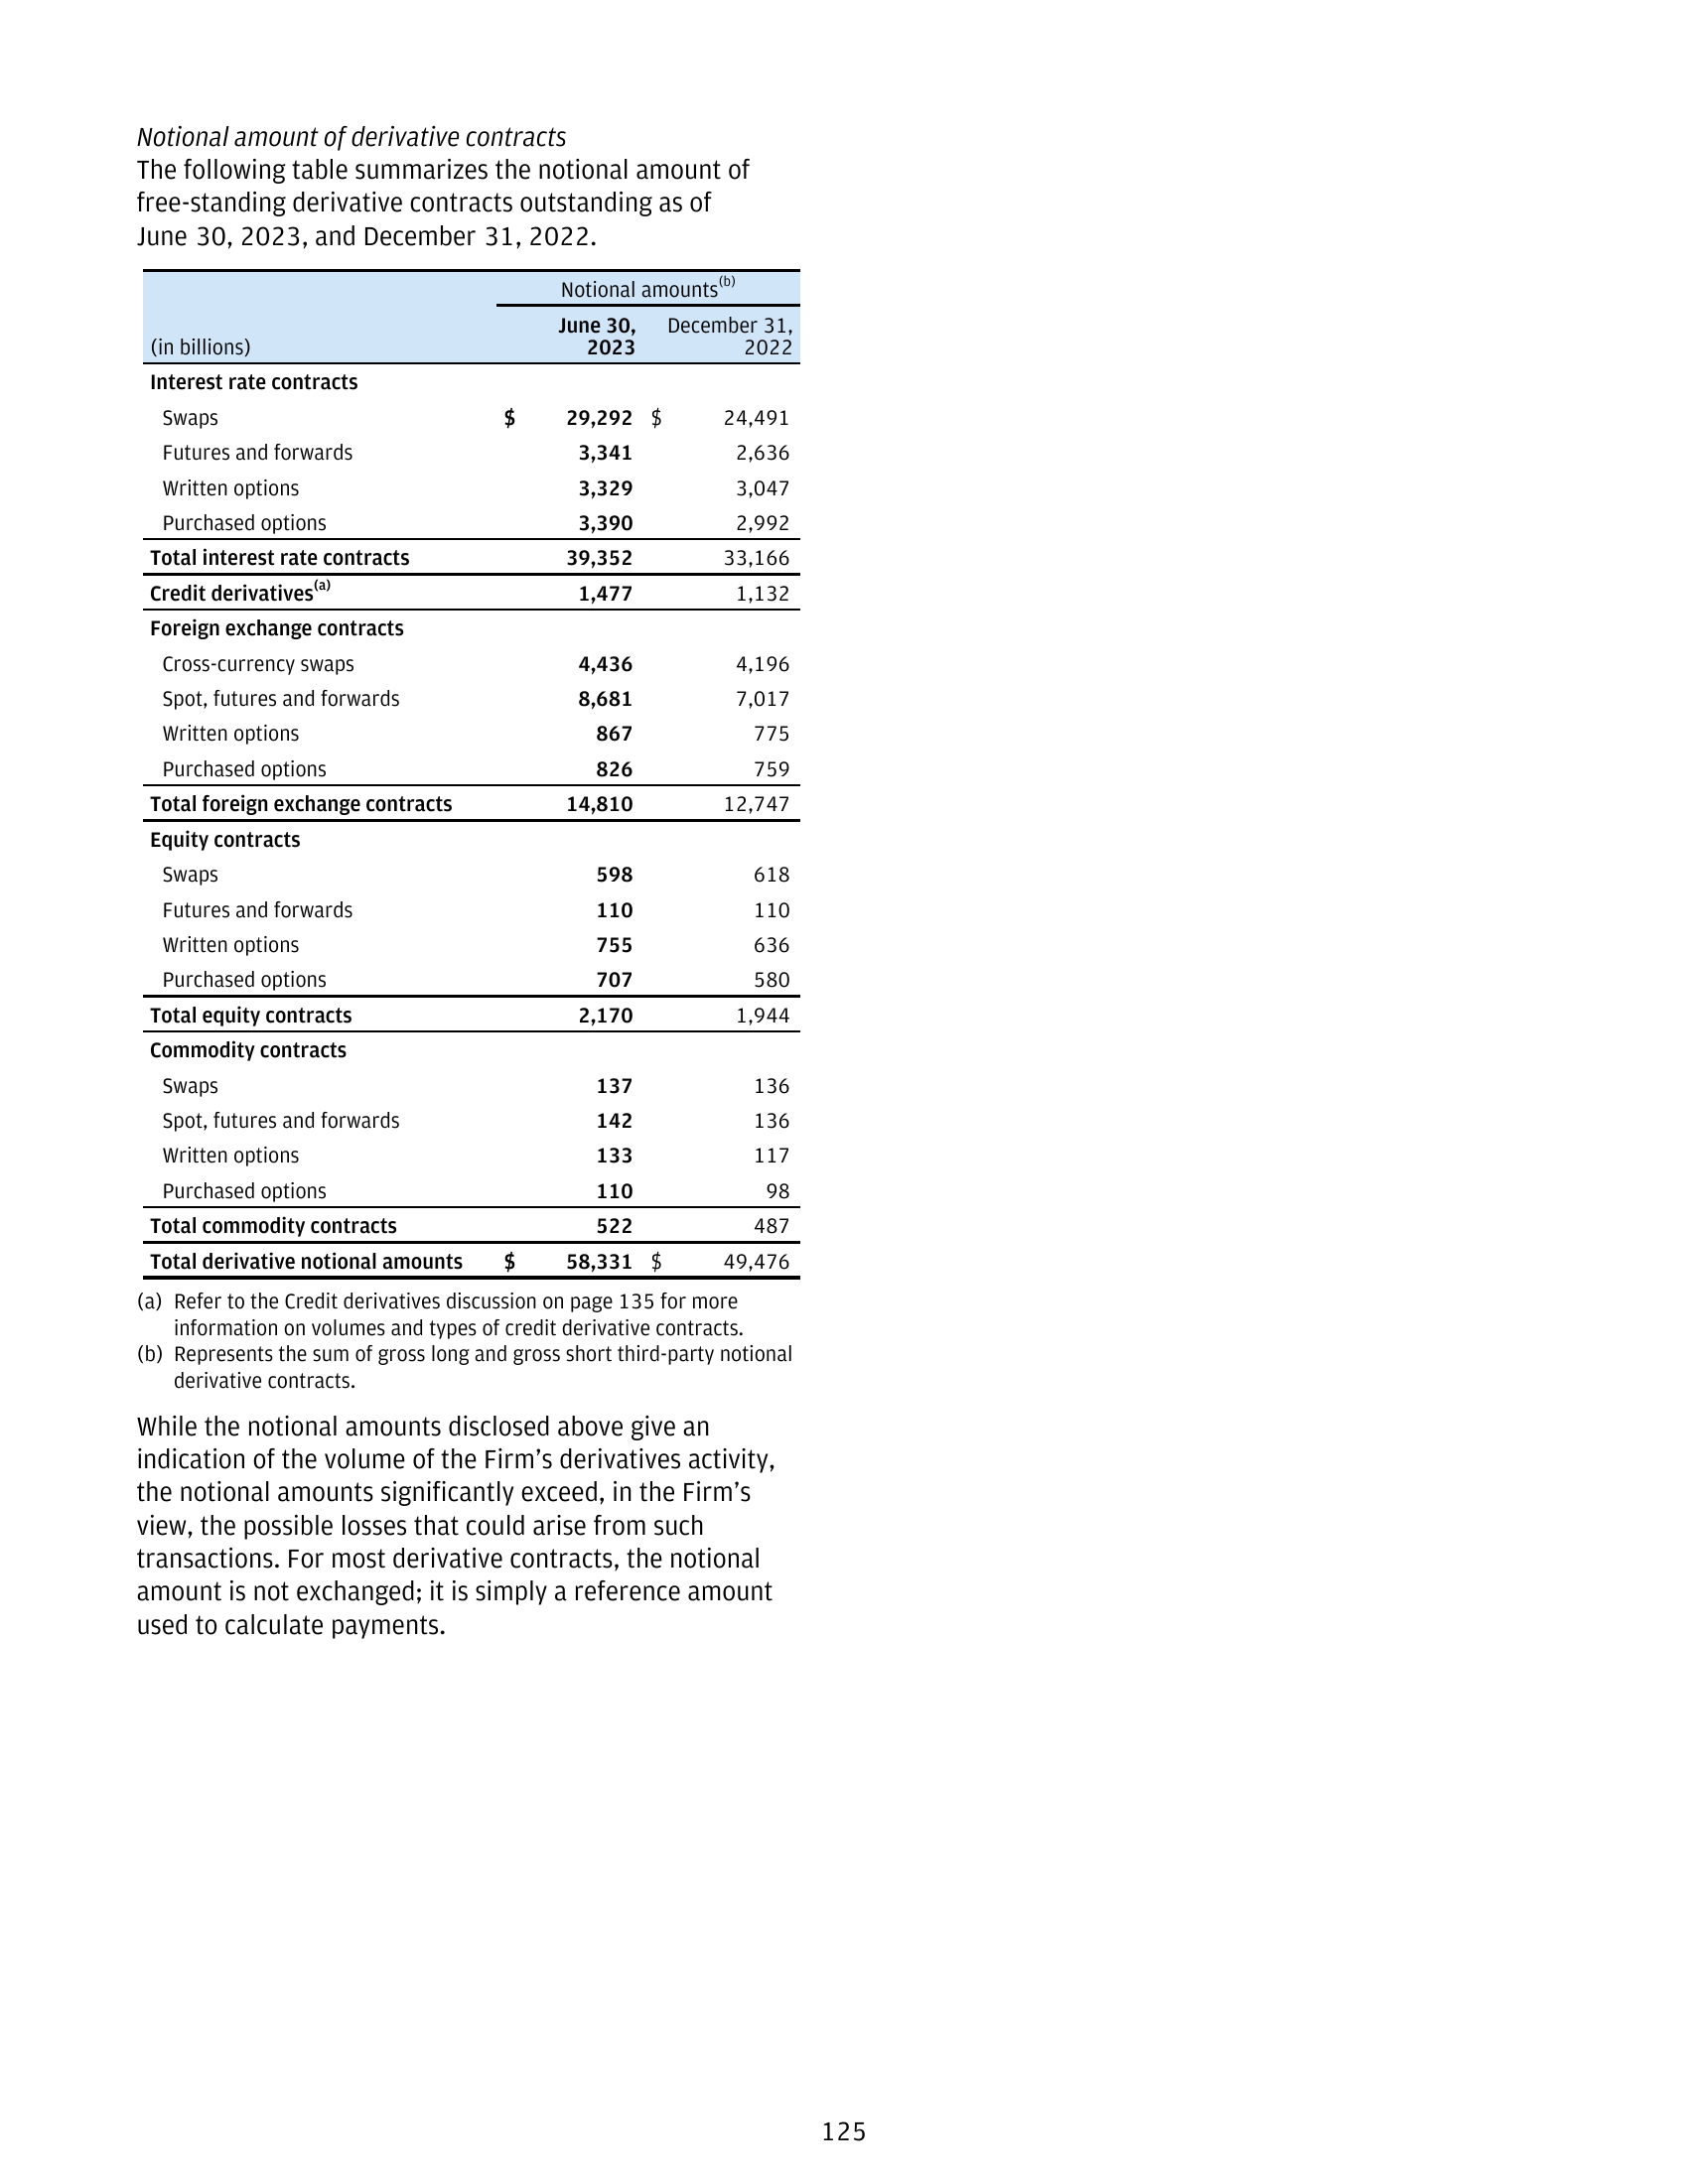 Notional amount of derivative contracts
The following table summarizes the notional amount of
free-standing derivative contracts outstanding as of
June 30, 2023, and December 31, 2022.
Notional amounts(b)
(in billions) June 30, 2023 December 31, 2022
Interest rate contracts
Swaps $ 29,292 $ 24,491
Futures and forwards 3,341 2,636
Written options 3,329 3,047
Purchased options 3,390 2,992
Total interest rate contracts 39,352 33,166
Credit derivatives(a) 1,477 1,132
Foreign exchange contracts
Cross-currency swaps 4,436 4,196
Spot, futures and forwards 8,681 7,017
Written options 867 775
Purchased options 826 759
Total foreign exchange contracts 14,810 12,747
Equity contracts
Swaps 598 618
Futures and forwards 110 110
Written options 755 636
Purchased options 707 580
Total equity contracts 2,170 1,944
Commodity contracts
Swaps 137 136
Spot, futures and forwards 142 136
Written options 133 117
Purchased options 110 98
Total commodity contracts 522 487
Total derivative notional amounts $ 58,331 $ 49,476
(a) Refer to the Credit derivatives discussion on page 135 for more
information on volumes and types of credit derivative contracts.
(b) Represents the sum of gross long and gross short third-party notional
derivative contracts.
While the notional amounts disclosed above give an
indication of the volume of the Firm's derivatives activity,
the notional amounts significantly exceed, in the Firm's
view, the possible losses that could arise from such
transactions. For most derivative contracts, the notional
amount is not exchanged; it is simply a reference amount
used to calculate payments.
125